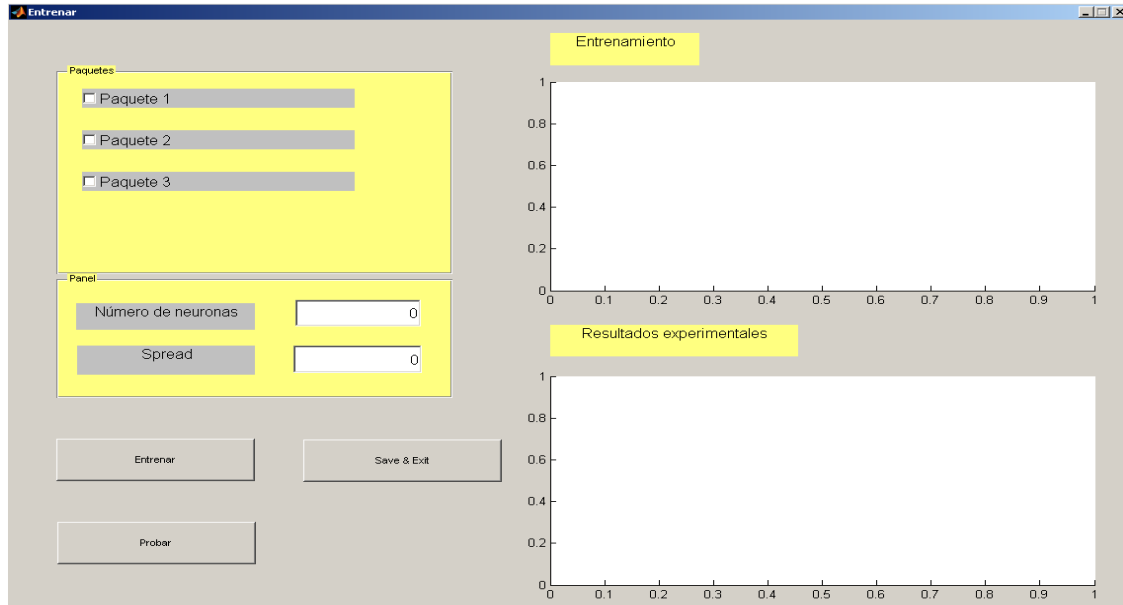 Entrenar
Paquetes
Paquete 1
Paquete 2
Paquete 3
Panel
Número de neuronas
0
Spread
0
Entrenar
Save & Exit
Probar
Entrenamiento
1
0.8
0.6
0.4
0.2
0
0 0.1 0.2 0.3 0.4 0.5 0.6 0.7 0.8 0.9 1
Resultados experimentales
1
0.8
0.6
0.4
0.2
0
0 0.1 0.2 0.3 0.4 0.5 0.6 0.7 0.8 0.9 1